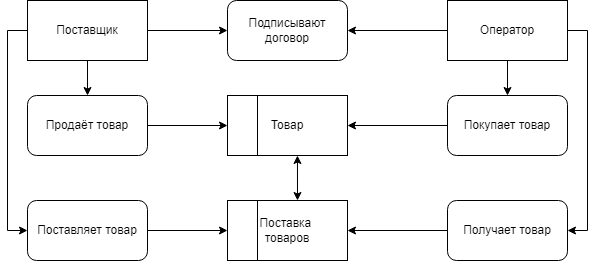 Поставщик
Подписывают
договор
Оператор
Продаёт товар
Товар
Покупает товар
Поставляет товар
Поставка
товаров
Получает товар